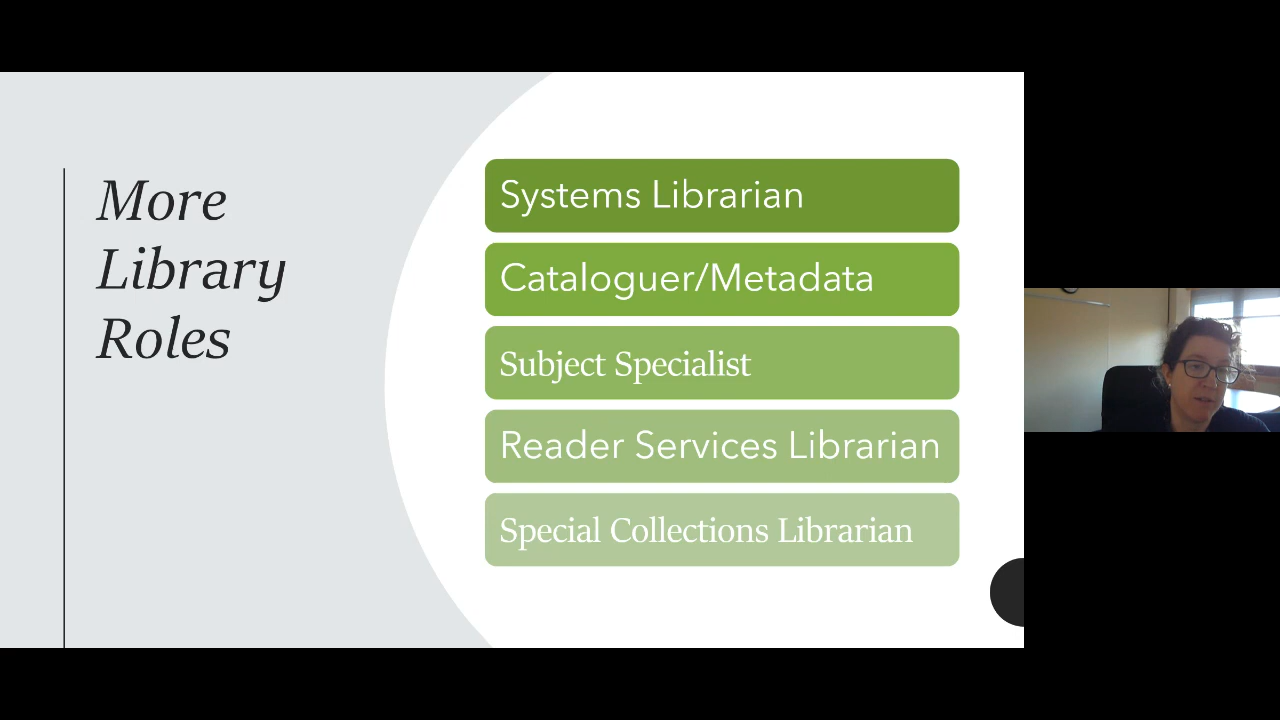 More
Library
Roles
Systems Librarian
Cataloguer/Metadata
Subject Specialist
Reader Services Librarian
Special Collections Librarian